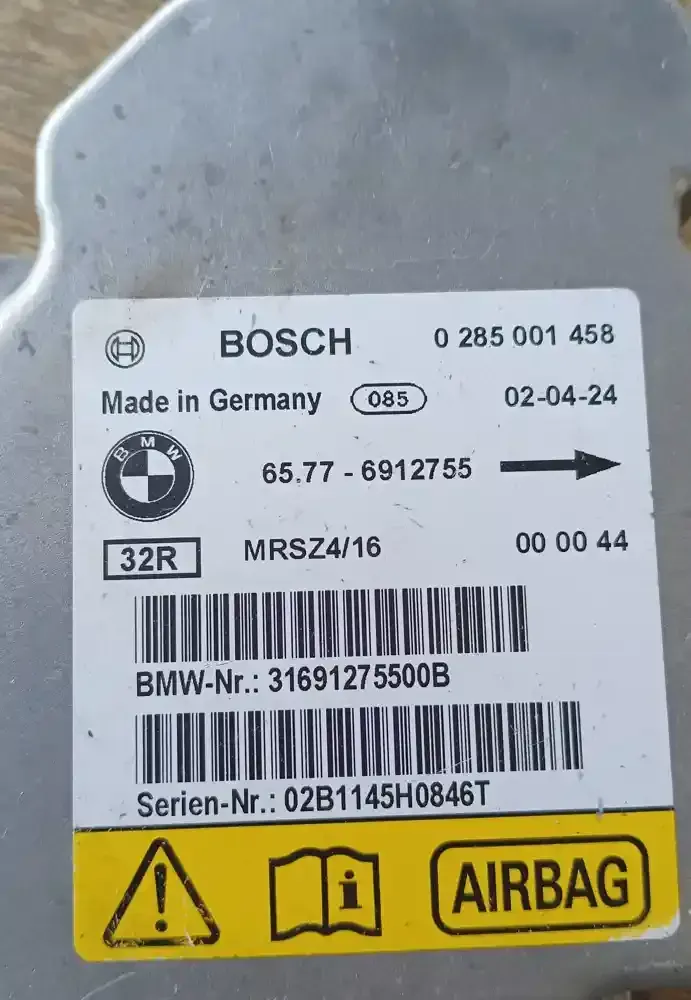 BOSCH 0 285 001 458
Made in Germany 085 02-04-24
BMW
65.77 - 6912755
32R MRSZ4/16 00 00 44
BMW-Nr.: 31691275500B
Serien-Nr.: 02B1145H0846T
AIRBAG